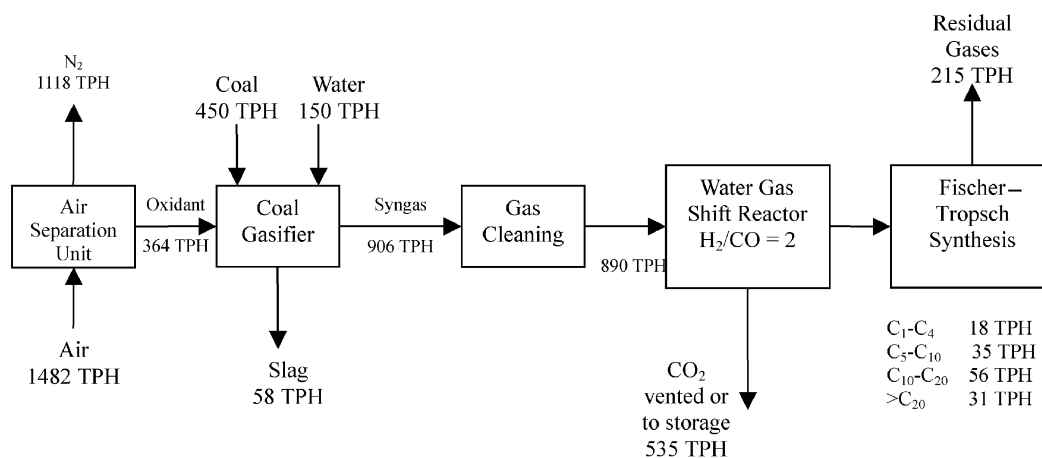 N2
1118 TPH
Coal
450 TPH
Water
150 TPH
Residual
Gases
215 TPH
Air
Separation
Unit
Oxidant
364 TPH
Coal
Gasifier
Syngas
906 TPH
Gas
Cleaning
890 TPH
Water Gas
Shift Reactor
H2/CO = 2
Fischer–
Tropsch
Synthesis
Air
1482 TPH
Slag
58 TPH
CO2
vented or
to storage
535 TPH
C1-C4 18 TPH
C5-C10 35 TPH
C10-C20 56 TPH
>C20 31 TPH